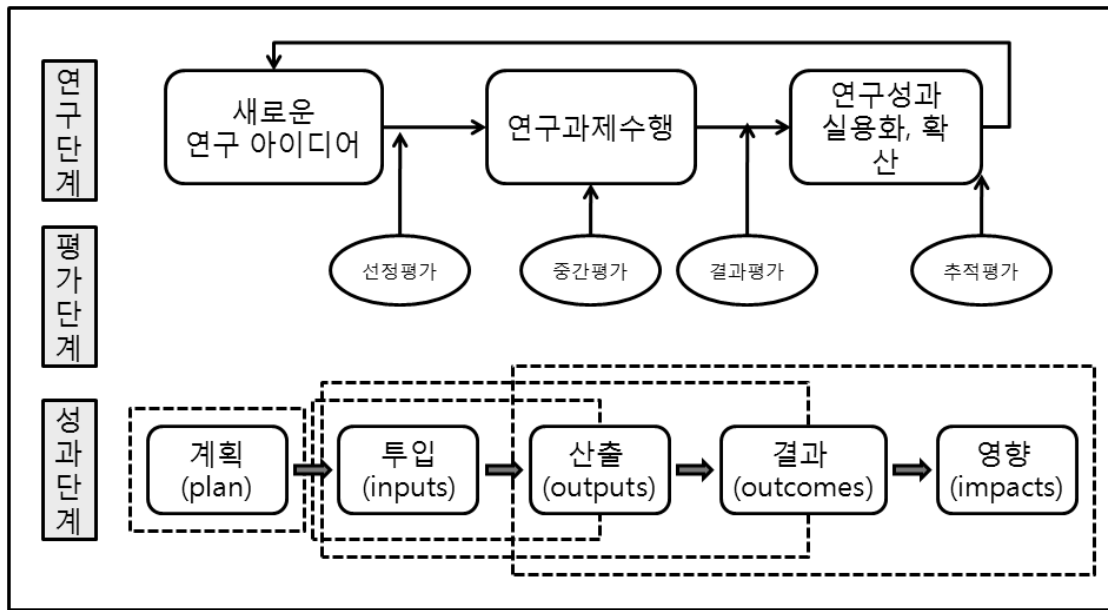 연구단계
새로운
연구 아이디어
연구과제수행
연구성과
실용화, 확
산
평가단계
선정평가
중간평가
결과평가
추적평가
성과단계
계획
(plan)
투입
(inputs)
산출
(outputs)
결과
(outcomes)
영향
(impacts)